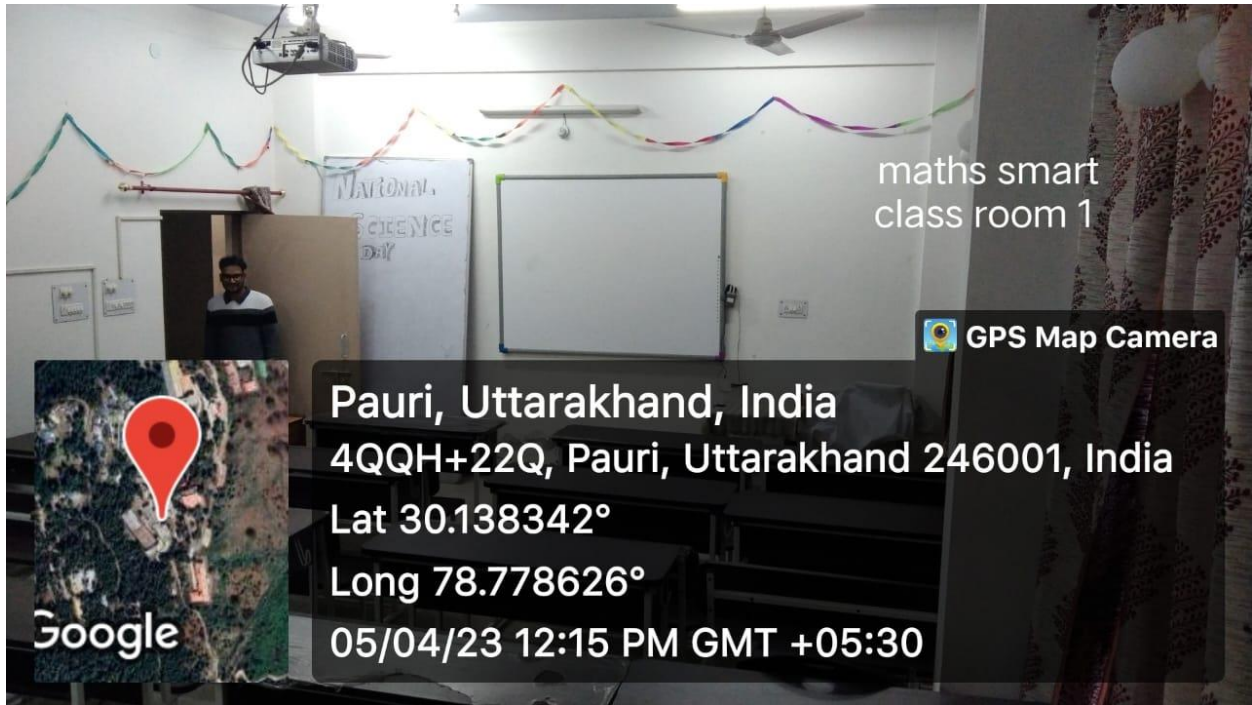 NATIONAL
SCIENCE
DAY
maths smart
class room 1
GPS Map Camera
Pauri, Uttarakhand, India
4QQH+22Q, Pauri, Uttarakhand 246001, India
Lat 30.138342°
Long 78.778626°
05/04/23 12:15 PM GMT +05:30
Google